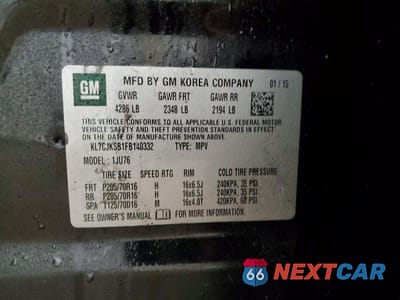 GM MFD BY GM KOREA COMPANY 01/15
GVWR GAWR FRT GAWR RR
4286 LB 2348 LB 2194 LB
THIS VEHICLE CONFORMS TO ALL APPLICABLE U.S. FEDERAL MOTOR
VEHICLE SAFETY, BUMPER, AND THEFT PREVENTION STANDARDS IN
EFFECT ON THE DATE OF MANUFACTURE SHOWN ABOVE.
KL7CJKSB1FB140332 TYPE: MPV
MODEL: 1JU76
TIRE SIZE SPEED RTG RIM COLD TIRE PRESSURE
FRT P205/70R16 H 16x6.5J 240KPA, 35 PSI
RR P205/70R16 H 16x6.5J 240KPA, 35 PSI
SPA T125/70D16 M 16x4.0T 420KPA, 60 PSI
SEE OWNER'S MANUAL FOR ADDITIONAL INFORMATION.
66 NEXTCAR